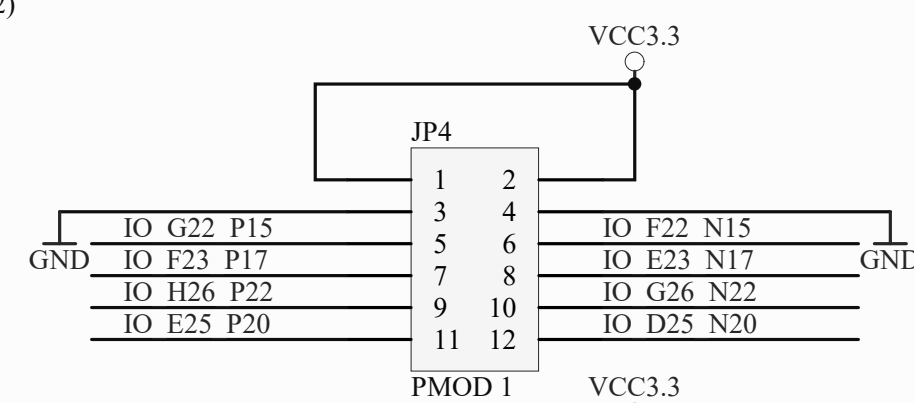 2)
VCC3.3
JP4
1 2
3 4
IO G22 P15 IO F22 N15
GND 5 6 GND
IO F23 P17 7 8 IO E23 N17
IO H26 P22 9 10 IO G26 N22
IO E25 P20 11 12 IO D25 N20
PMOD 1 VCC3.3